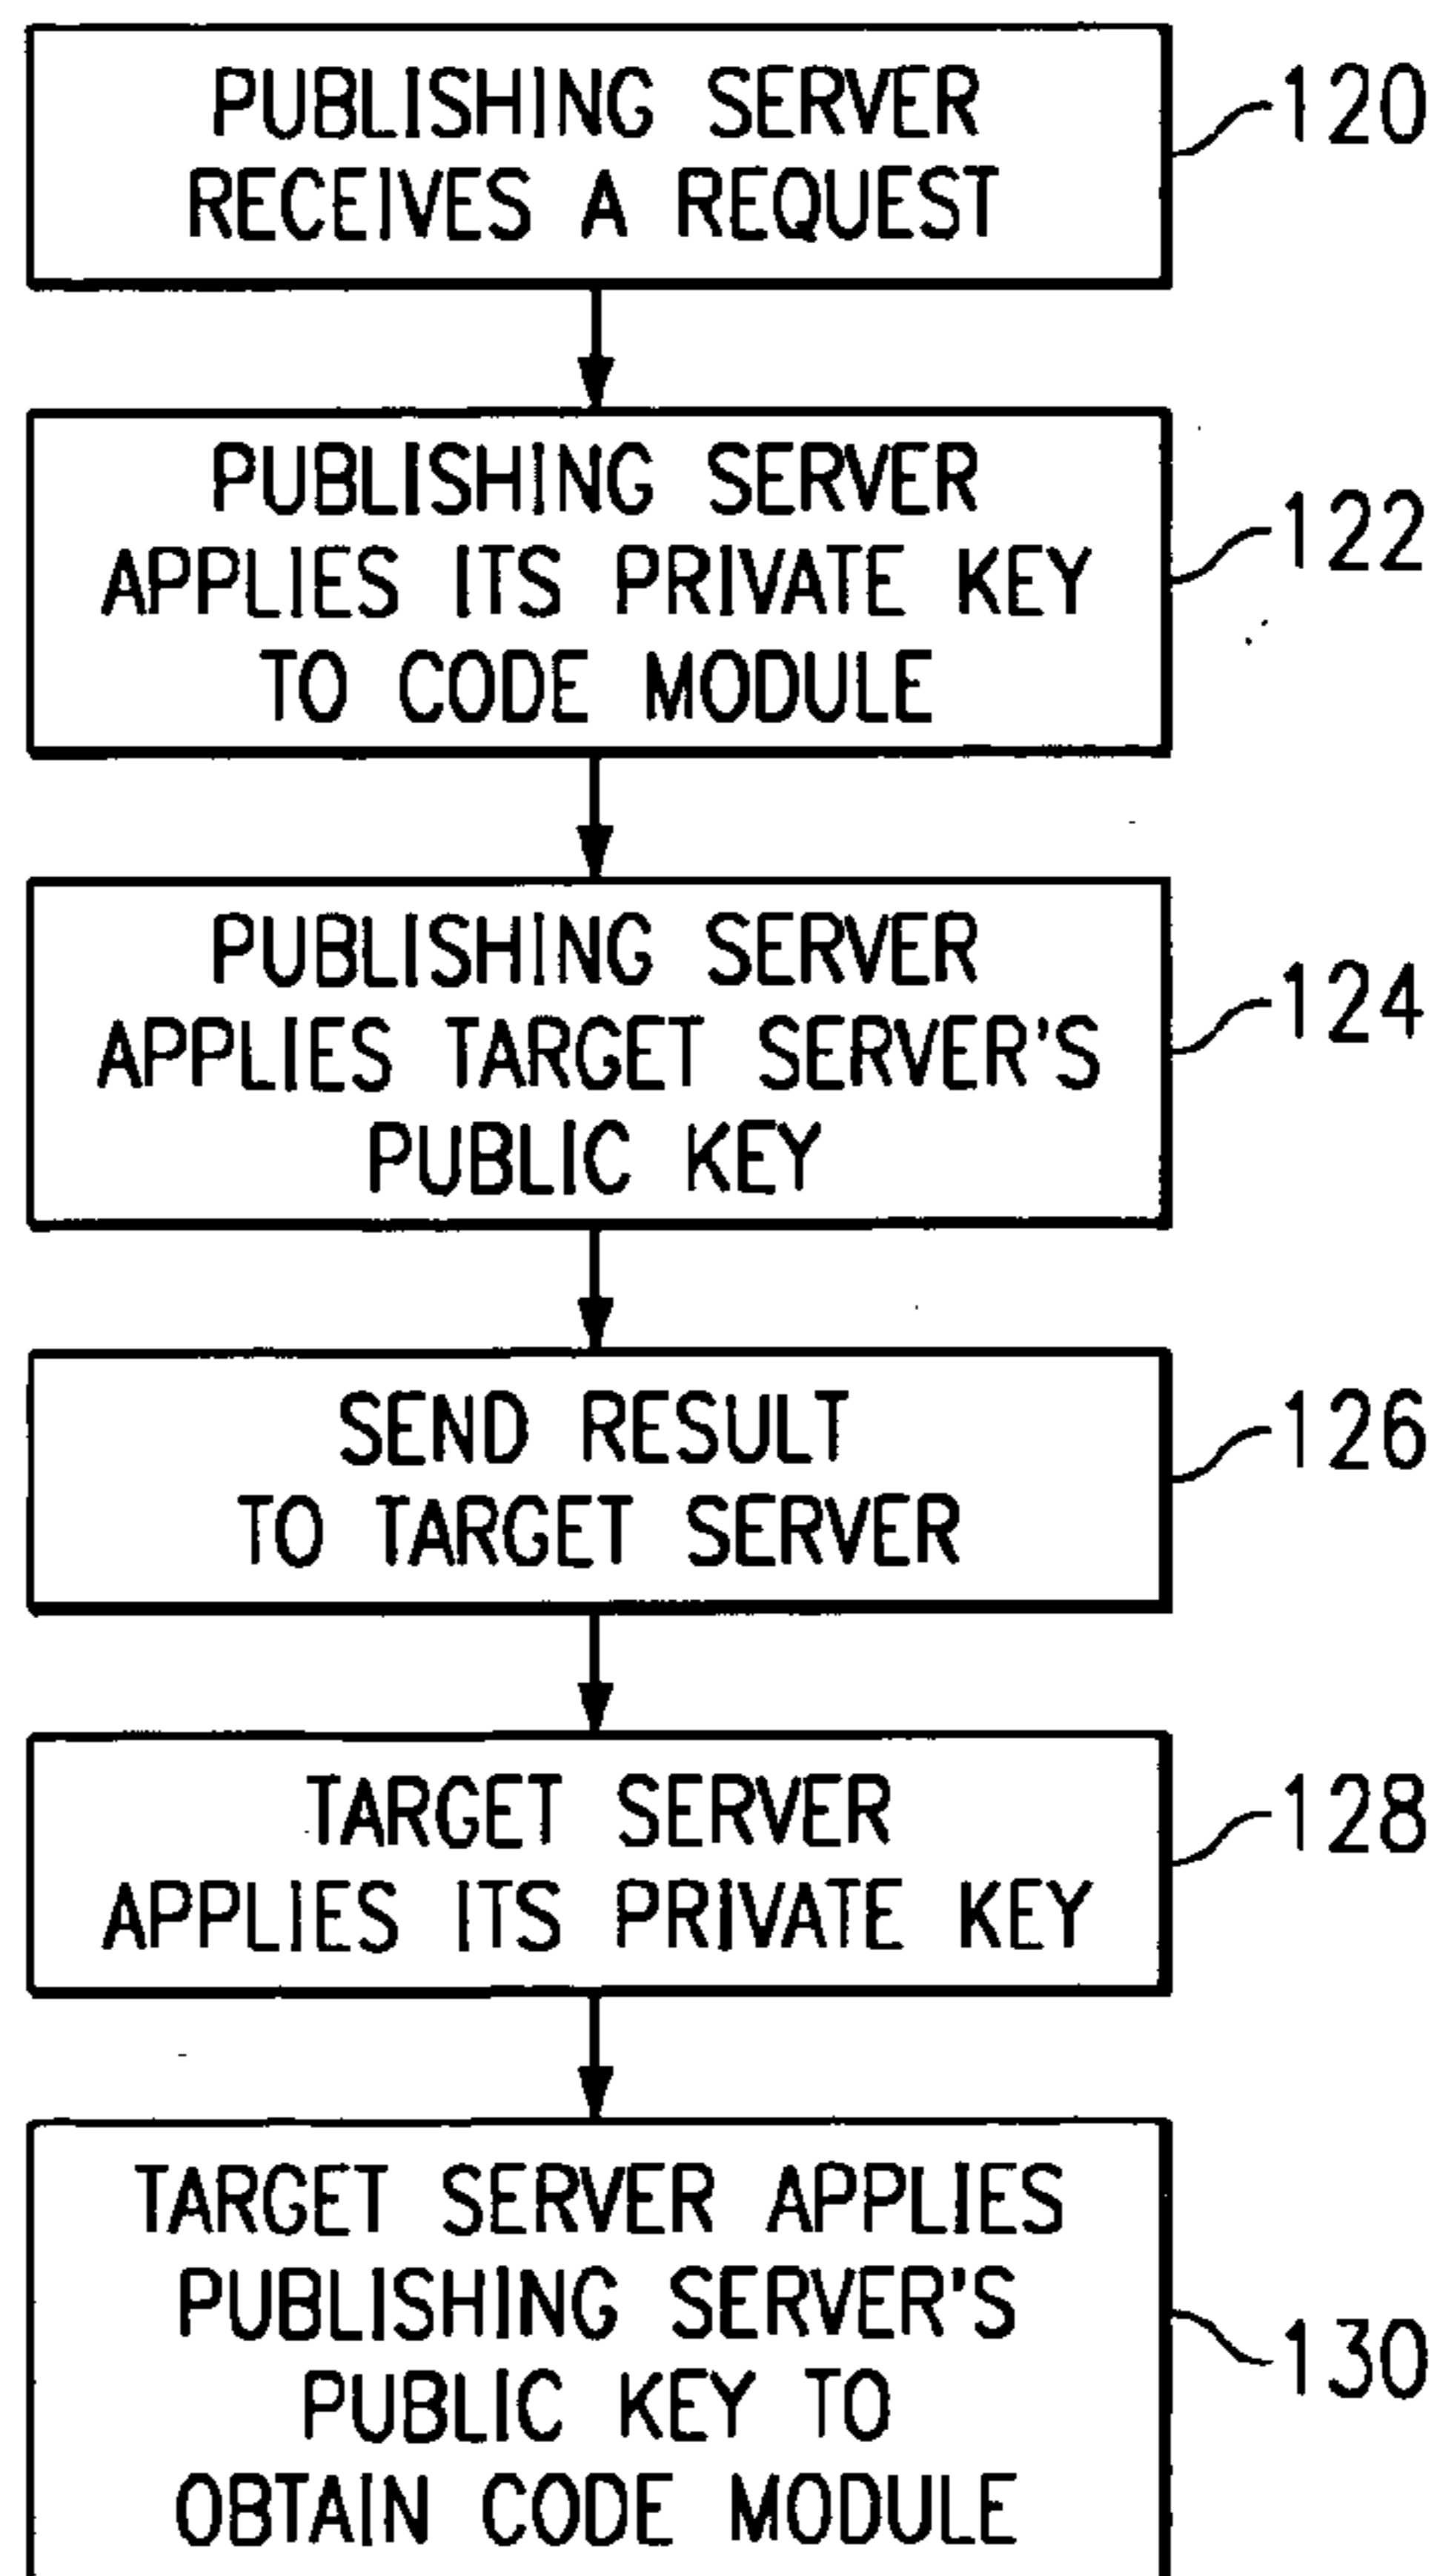 PUBLISHING SERVER
RECEIVES A REQUEST
120
PUBLISHING SERVER
APPLIES ITS PRIVATE KEY
TO CODE MODULE
122
PUBLISHING SERVER
APPLIES TARGET SERVER'S
PUBLIC KEY
124
SEND RESULT
TO TARGET SERVER
126
TARGET SERVER
APPLIES ITS PRIVATE KEY
128
TARGET SERVER APPLIES
PUBLISHING SERVER'S
PUBLIC KEY TO
OBTAIN CODE MODULE
130